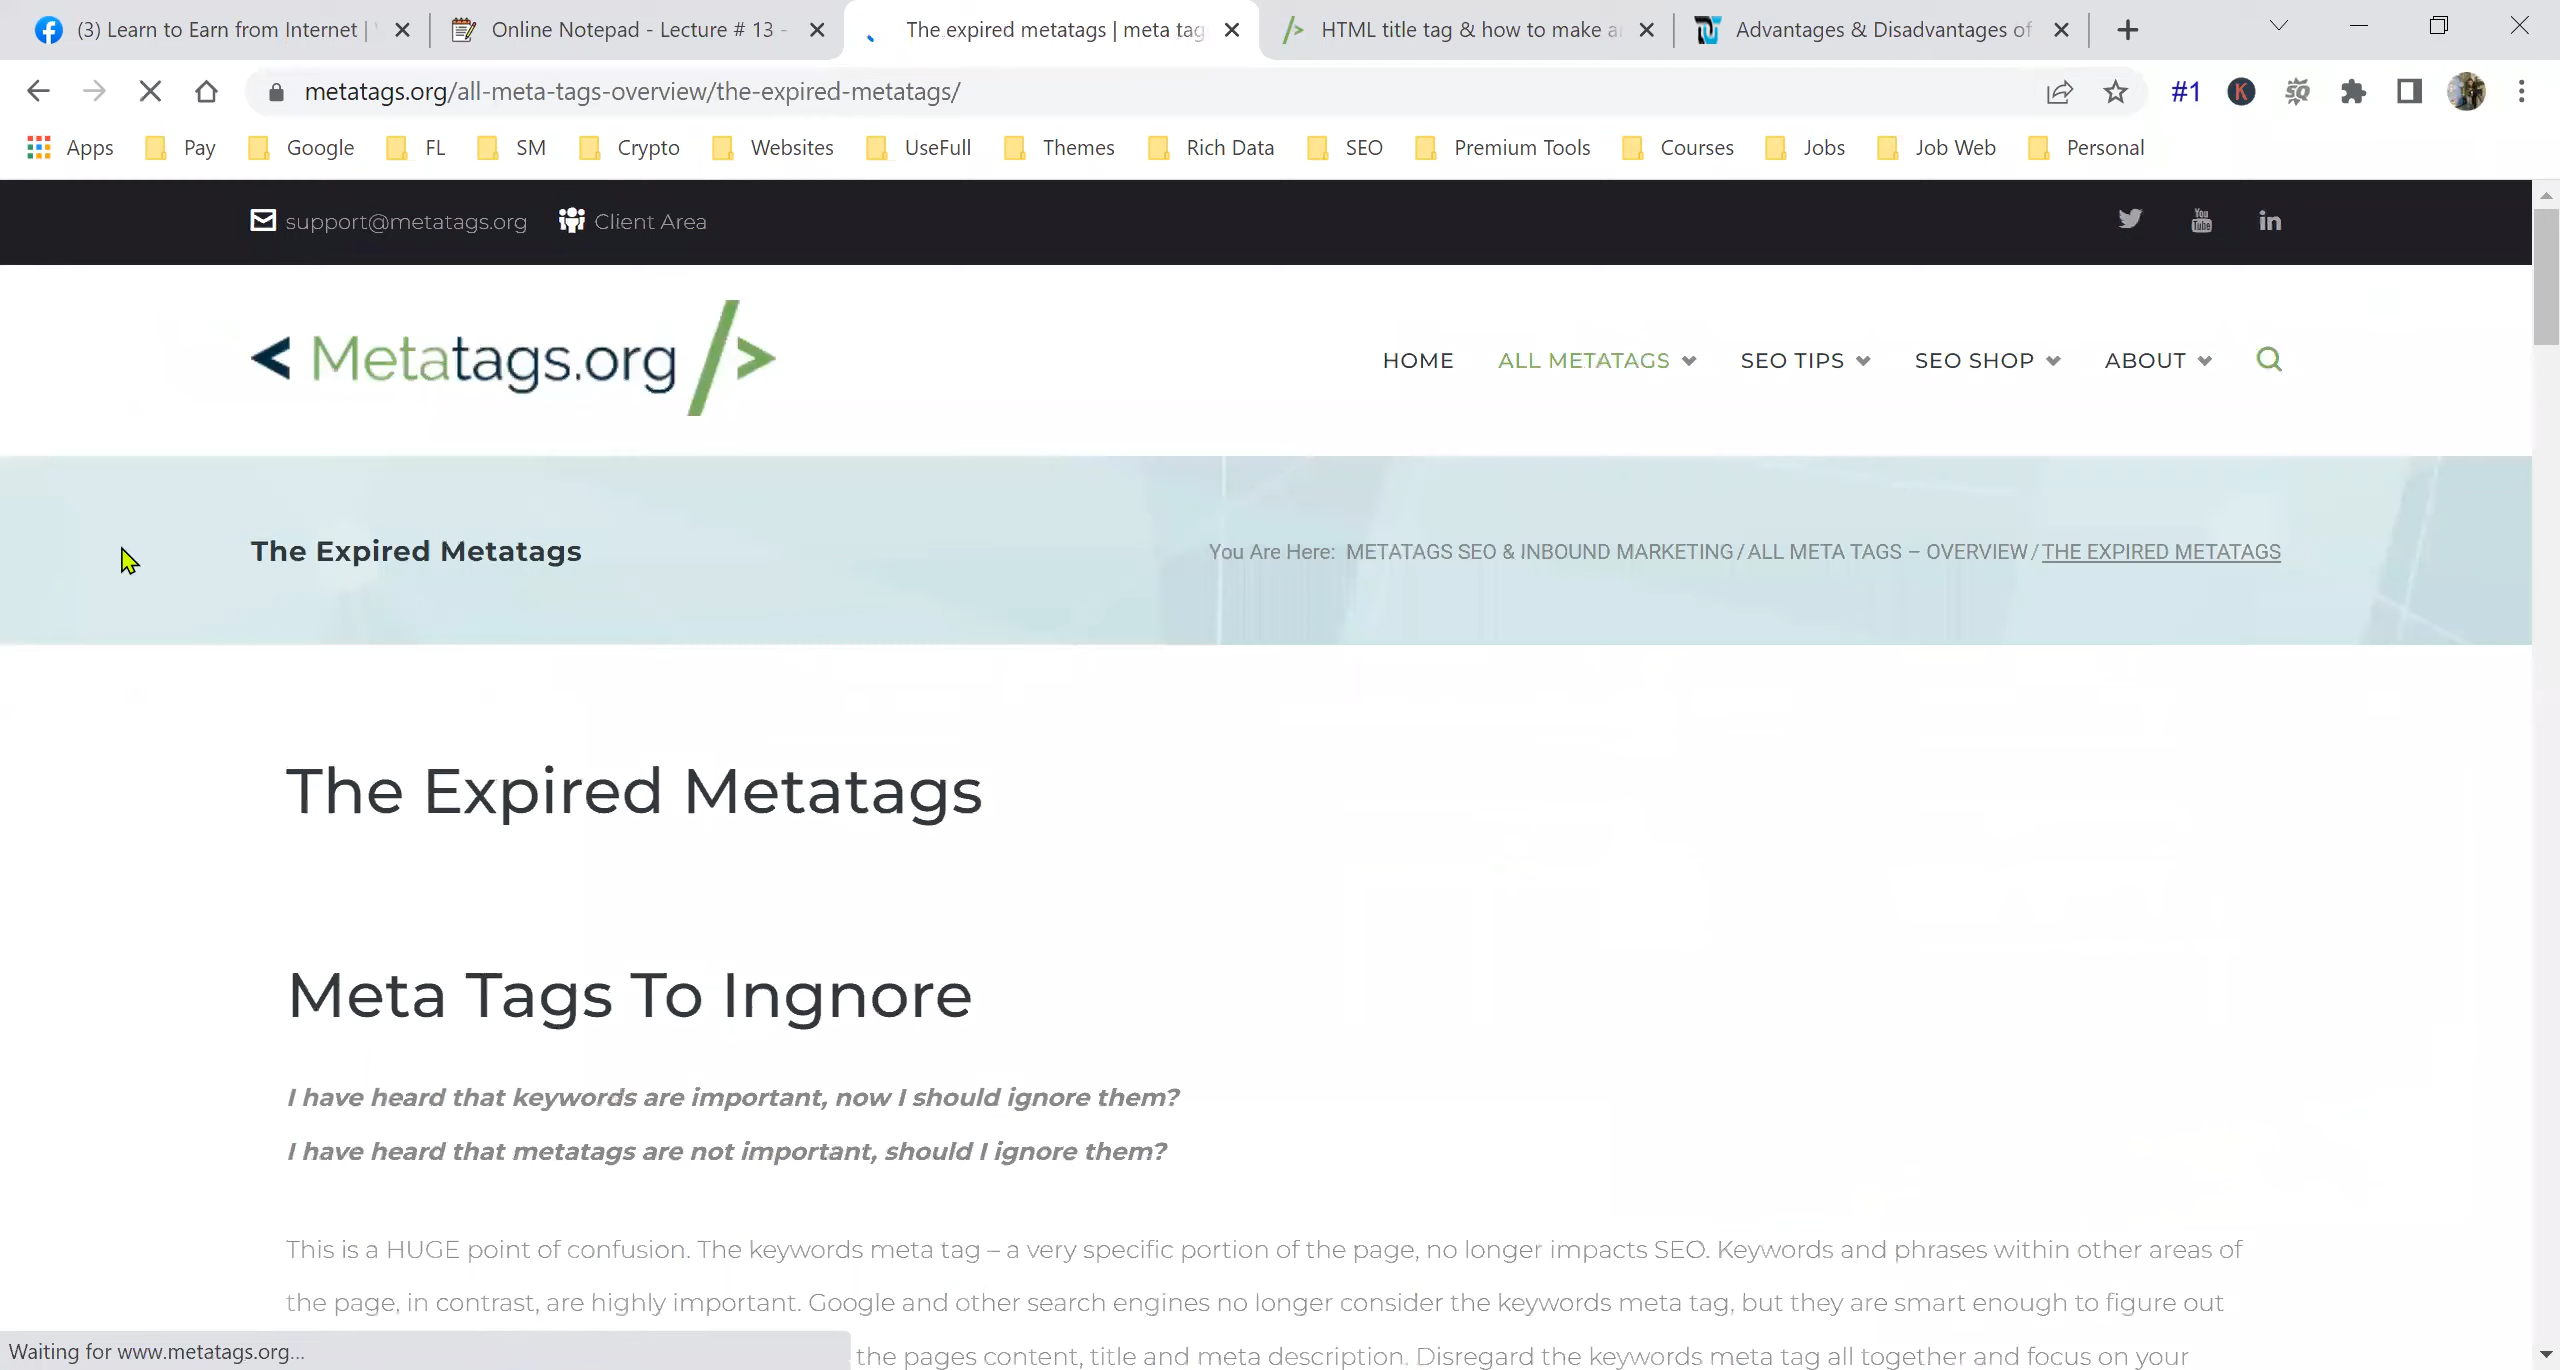 (3) Learn to Earn from Internet |
Online Notepad - Lecture # 13 -
The expired metatags | meta tag
HTML title tag & how to make a
Advantages & Disadvantages of
metatags.org/all-meta-tags-overview/the-expired-metatags/
#1
K
SQ
Apps
Pay
Google
FL
SM
Crypto
Websites
UseFull
Themes
Rich Data
SEO
Premium Tools
Courses
Jobs
Job Web
Personal
support@metatags.org
Client Area
You Tube
in
< Metatags.org />
HOME
ALL METATAGS
SEO TIPS
SEO SHOP
ABOUT
The Expired Metatags
You Are Here: METATAGS SEO & INBOUND MARKETING / ALL META TAGS – OVERVIEW / THE EXPIRED METATAGS
The Expired Metatags
Meta Tags To Ingnore
I have heard that keywords are important, now I should ignore them?
I have heard that metatags are not important, should I ignore them?
This is a HUGE point of confusion. The keywords meta tag – a very specific portion of the page, no longer impacts SEO. Keywords and phrases within other areas of
the page, in contrast, are highly important. Google and other search engines no longer consider the keywords meta tag, but they are smart enough to figure out
the pages content, title and meta description. Disregard the keywords meta tag all together and focus on your
Waiting for www.metatags.org...